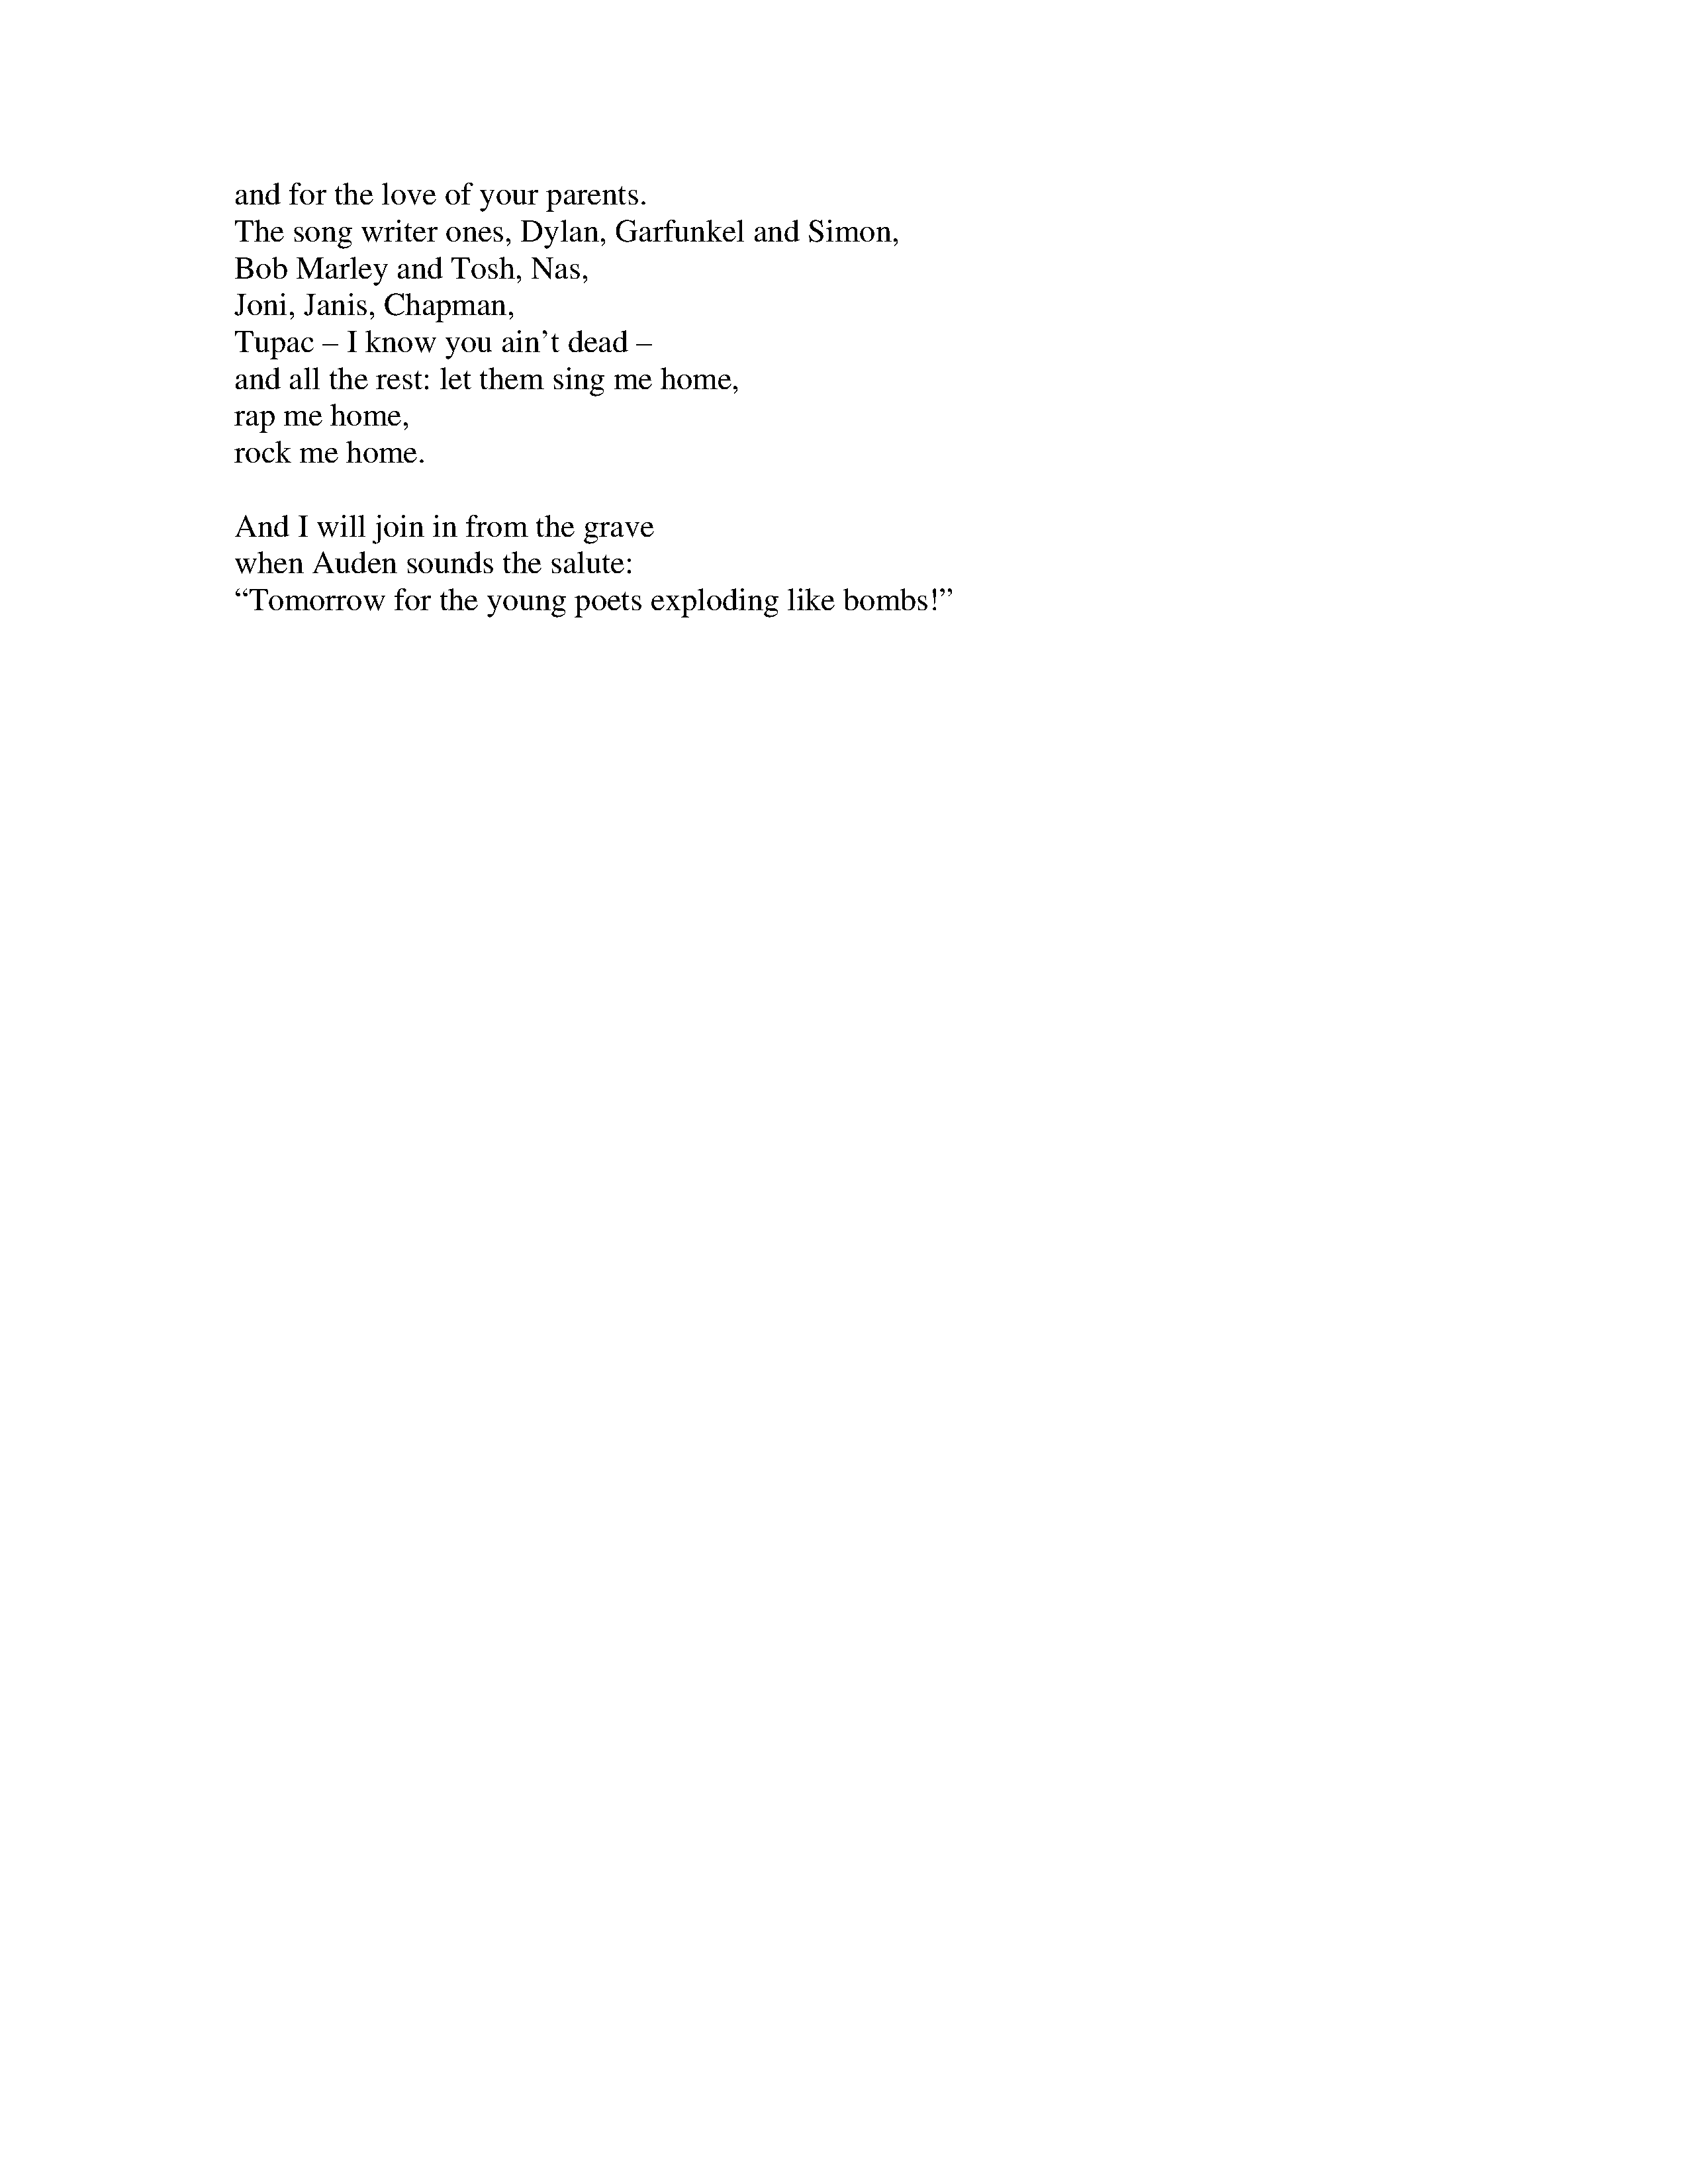 and for the love of your parents.
The song writer ones, Dylan, Garfunkel and Simon,
Bob Marley and Tosh, Nas,
Joni, Janis, Chapman,
Tupac – I know you ain’t dead –
and all the rest: let them sing me home,
rap me home,
rock me home.

And I will join in from the grave
when Auden sounds the salute:
“Tomorrow for the young poets exploding like bombs!”